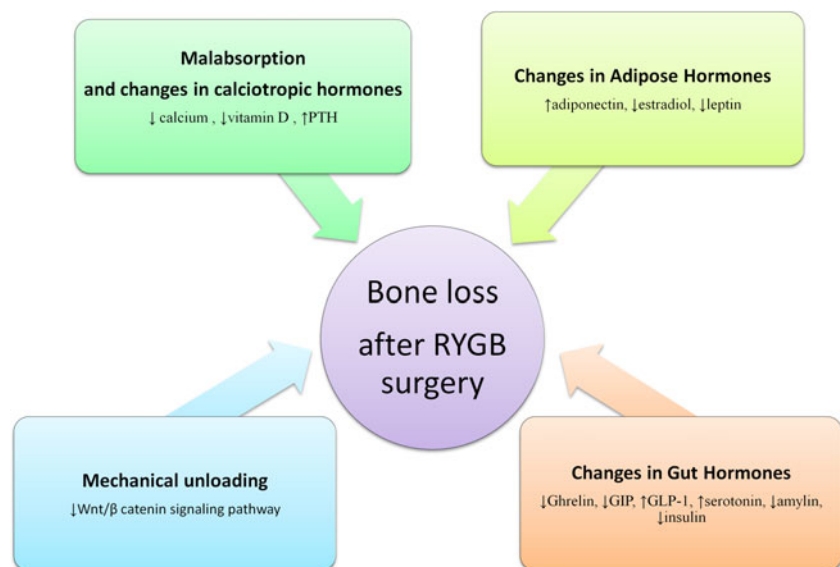 Malabsorption
and changes in calciotropic hormones
↓ calcium , ↓vitamin D , ↑PTH
Changes in Adipose Hormones
↑adiponectin, ↓estradiol, ↓leptin
Bone loss
after RYGB
surgery
Mechanical unloading
↓Wnt/β catenin signaling pathway
Changes in Gut Hormones
↓Ghrelin, ↓GIP, ↑GLP-1, ↑serotonin, ↓amylin,
↓insulin